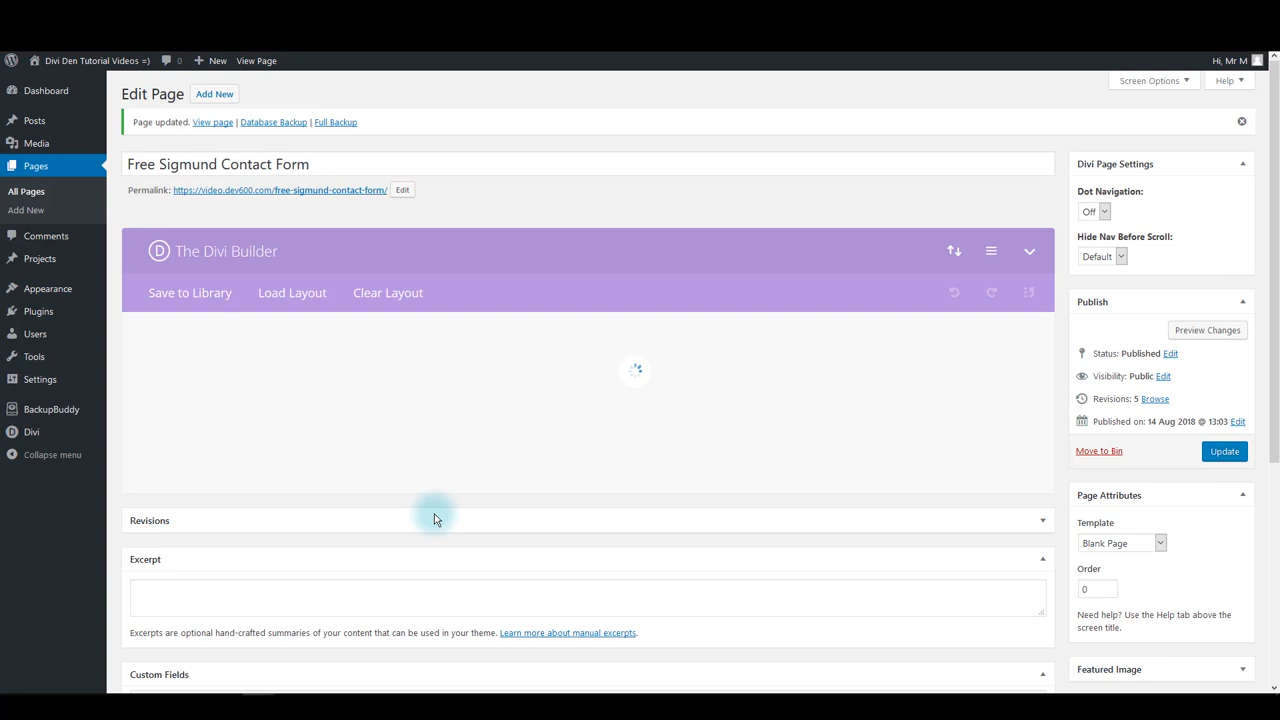 Divi Den Tutorial Videos =) 0 New View Page Hi, Mr M
Dashboard
Posts
Media
Pages
All Pages
Add New
Comments
Projects
Appearance
Plugins
Users
Tools
Settings
BackupBuddy
Divi
Collapse menu
Screen Options Help
Edit Page Add New
Page updated. View page | Database Backup | Full Backup
Free Sigmund Contact Form
Permalink: https://video.dev600.com/free-sigmund-contact-form/ Edit
D The Divi Builder
Save to Library Load Layout Clear Layout
Revisions
Excerpt
Excerpts are optional hand-crafted summaries of your content that can be used in your theme. Learn more about manual excerpts.
Custom Fields
Divi Page Settings
Dot Navigation:
Off
Hide Nav Before Scroll:
Default
Publish
Preview Changes
Status: Published Edit
Visibility: Public Edit
Revisions: 5 Browse
Published on: 14 Aug 2018 @ 13:03 Edit
Move to Bin Update
Page Attributes
Template
Blank Page
Order
0
Need help? Use the Help tab above the
screen title.
Featured Image